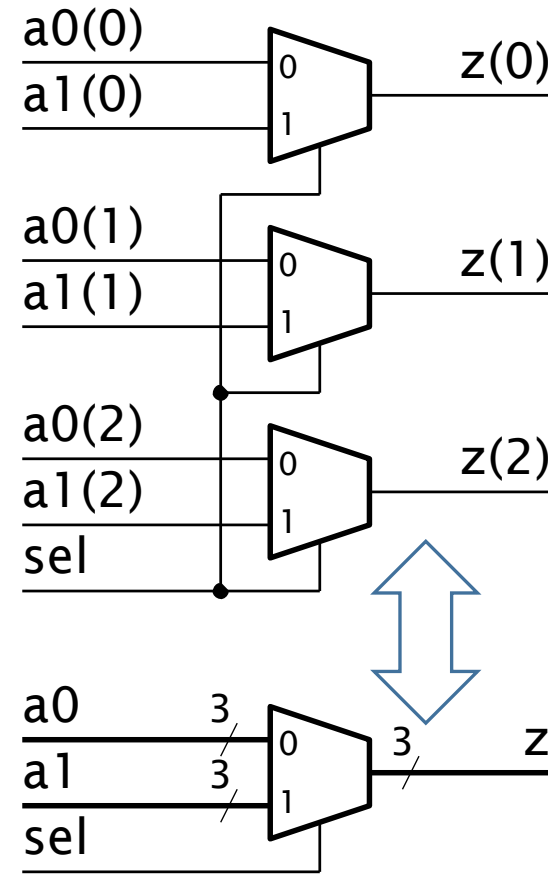 a0(0)
0
z(0)
a1(0)
1
a0(1)
0
z(1)
a1(1)
1
a0(2)
0
z(2)
a1(2)
1
sel
a0
3
0
3
z
a1
3
1
sel